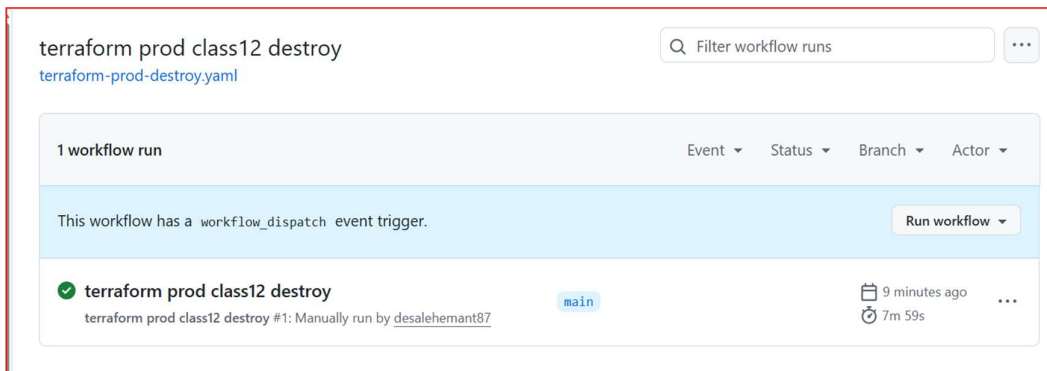 terraform prod class12 destroy
Filter workflow runs
terraform-prod-destroy.yaml
1 workflow run
Event Status Branch Actor
This workflow has a workflow_dispatch event trigger.
Run workflow
terraform prod class12 destroy
main
9 minutes ago
terraform prod class12 destroy #1: Manually run by desalehemant87
7m 59s